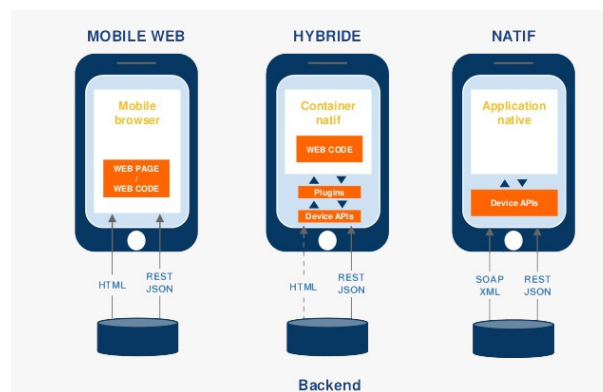 MOBILE WEB
Mobile
browser
WEB PAGE
/
WEB CODE
HTML
REST
JSON
HYBRIDE
Container
natif
WEB CODE
Plugins
Device APIs
HTML
REST
JSON
NATIF
Application
native
Device APIs
SOAP
XML
REST
JSON
Backend